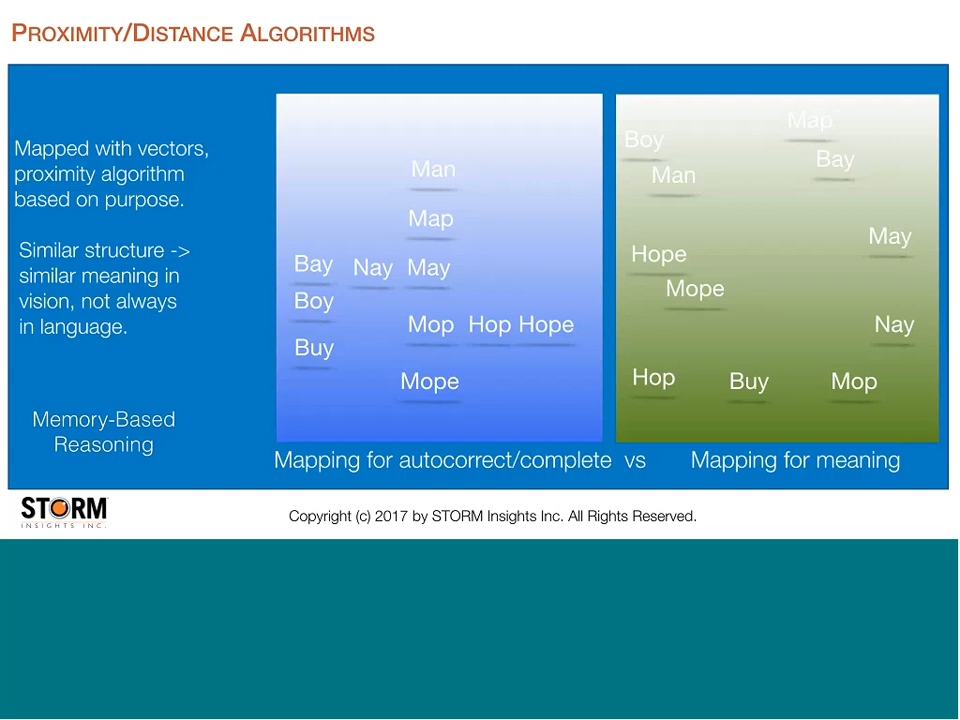 PROXIMITY/DISTANCE ALGORITHMS
Mapped with vectors,
proximity algorithm
based on purpose.
Similar structure ->
similar meaning in
vision, not always
in language.
Memory-Based
Reasoning
Man
Map
Bay Nay May
Boy
Mop Hop Hope
Buy
Mope
Mapping for autocorrect/complete vs Mapping for meaning
Map
Boy
Bay
Man
May
Hope
Mope
Nay
Hop Buy Mop
STORM
INSIGHTS INC.
Copyright (c) 2017 by STORM Insights Inc. All Rights Reserved.